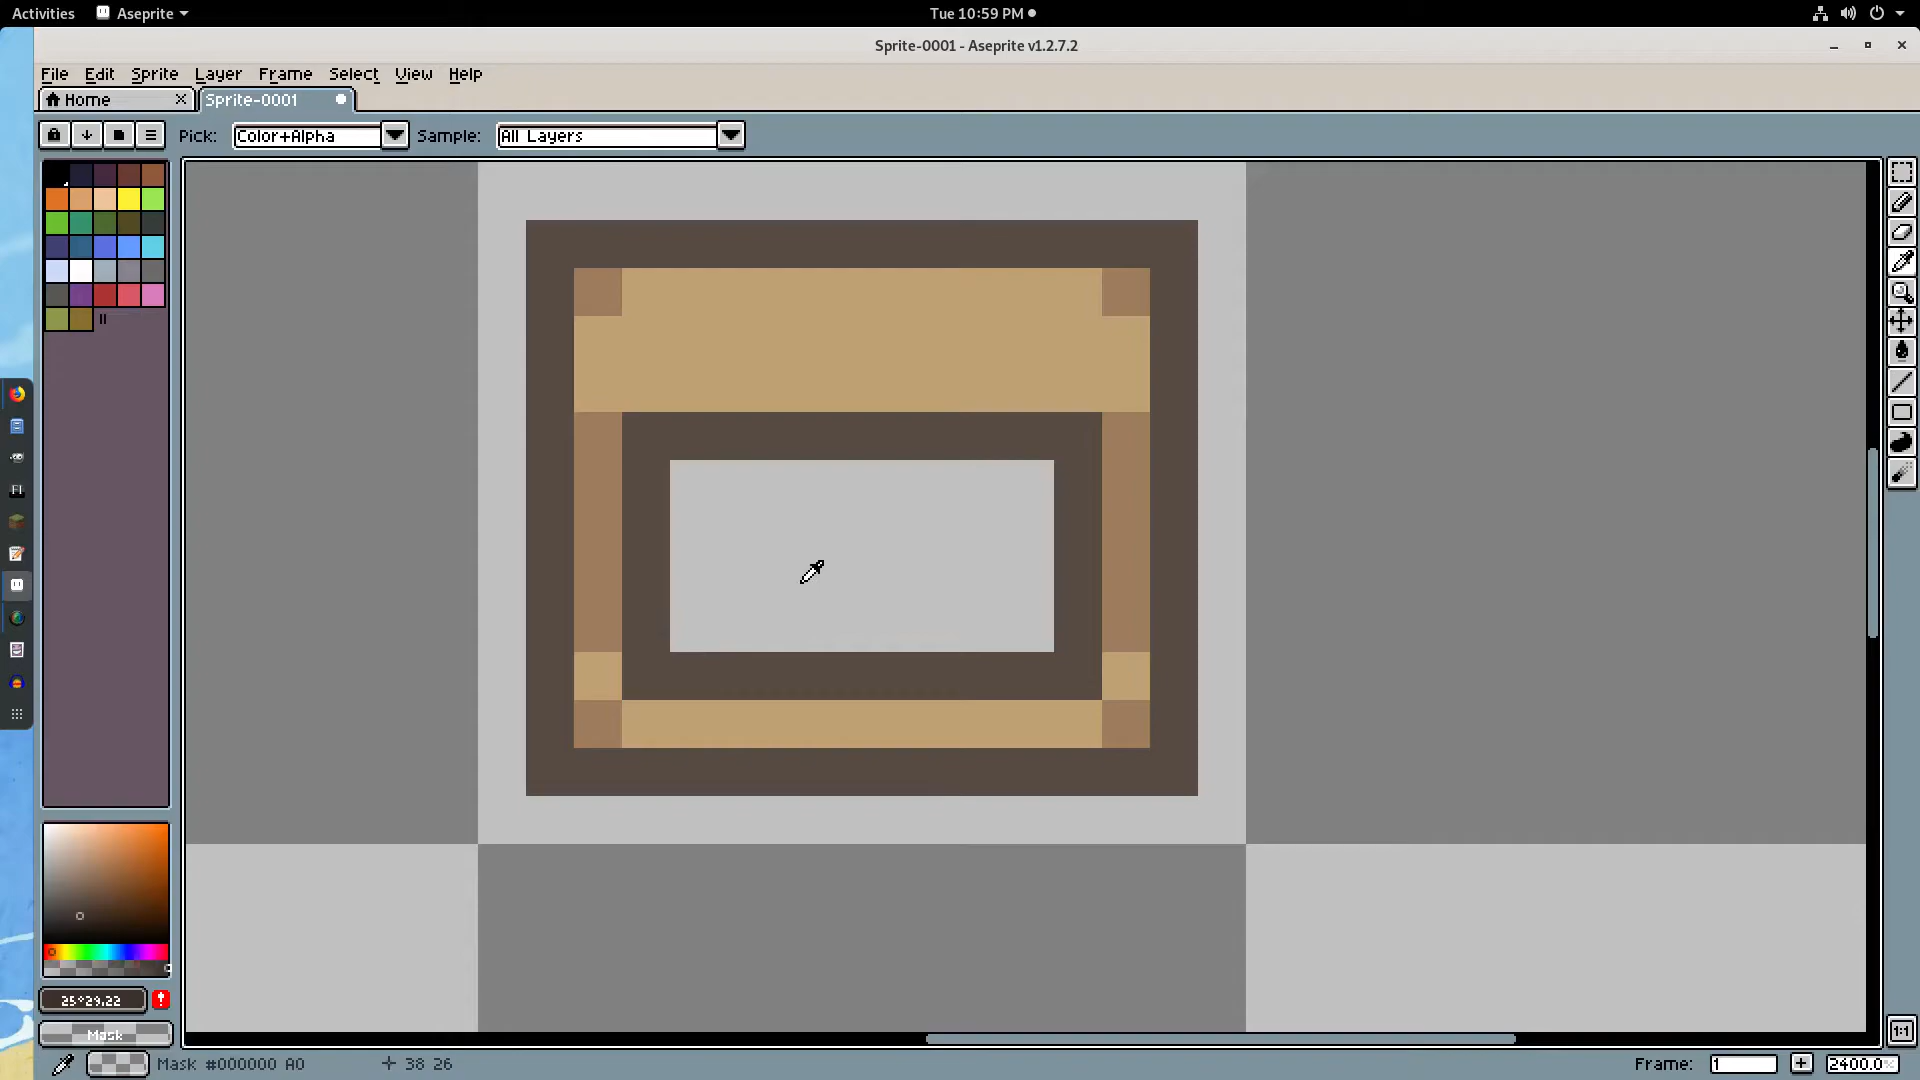 Activities Aseprite Tue 10:59 PM
Sprite-0001 - Aseprite v1.2.7.2
File Edit Sprite Layer Frame Select View Help
Home Sprite-0001
Pick: Color+Alpha Sample: All Layers
25°29.22 !
Mask
Mask #000000 A0 38 26 Frame: 1 + 2400.0
1:1